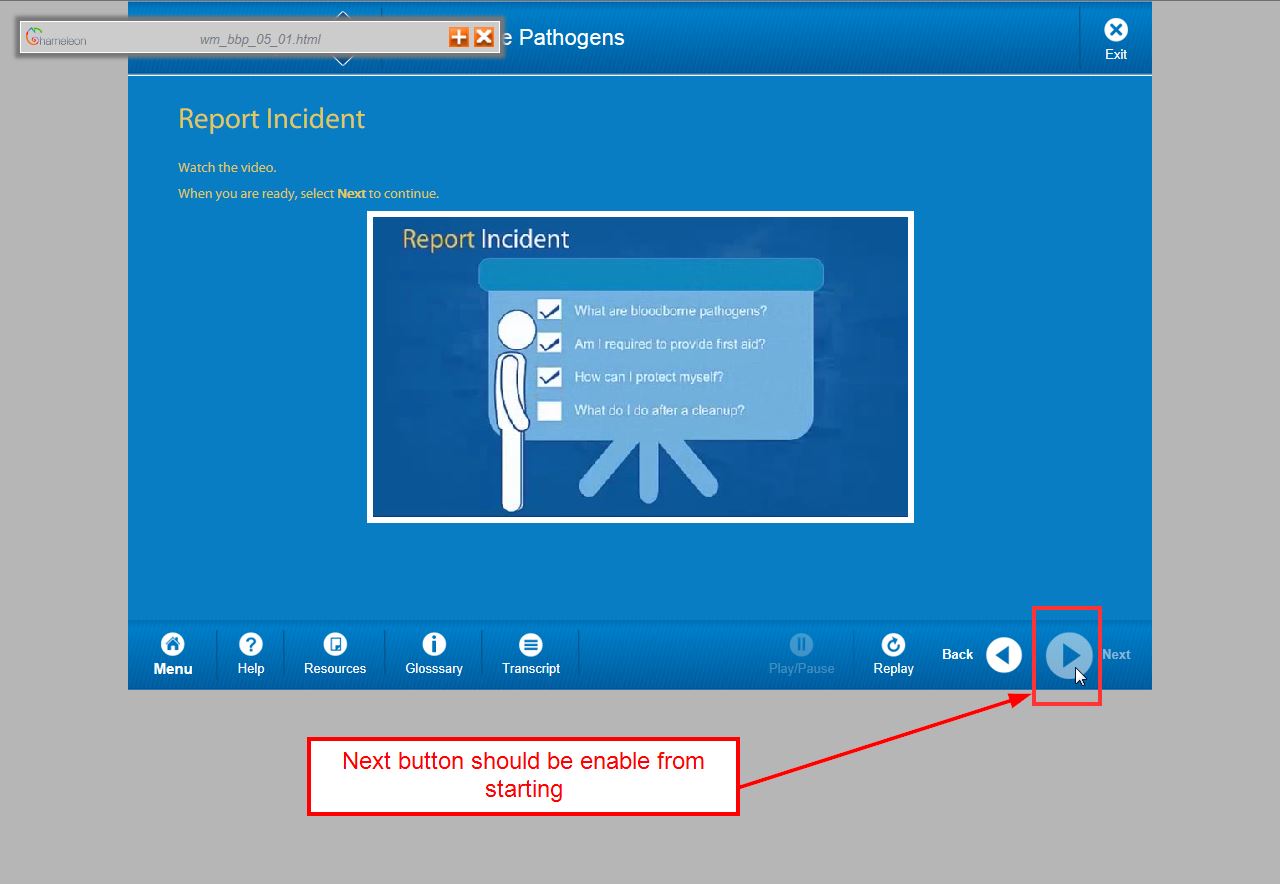 hameleon
wm_bbp_05_01.html
e Pathogens
Exit
Report Incident
Watch the video.
When you are ready, select Next to continue.
Report Incident
What are bloodborne pathogens?
Am I required to provide first aid?
How can I protect myself?
What do I do after a cleanup?
Menu
Help
Resources
Glosssary
Transcript
Play/Pause
Replay
Back
Next
Next button should be enable from
starting